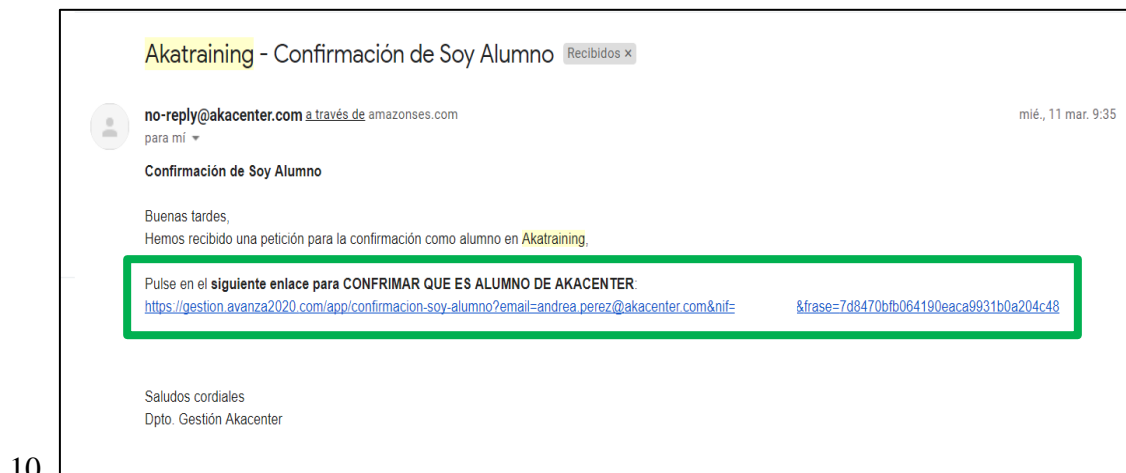 Akatraining - Confirmación de Soy Alumno Recibidos ×
no-reply@akacenter.com a través de amazonses.com mié., 11 mar. 9:35
para mí
Confirmación de Soy Alumno
Buenas tardes,
Hemos recibido una petición para la confirmación como alumno en Akatraining,
Pulse en el siguiente enlace para CONFRIMAR QUE ES ALUMNO DE AKACENTER:
https://gestion.avanza2020.com/app/confirmacion-soy-alumno?email=andrea.perez@akacenter.com&nif= &frase=7d8470bfb064190eaca9931b0a204c48
Saludos cordiales
Dpto. Gestión Akacenter
10